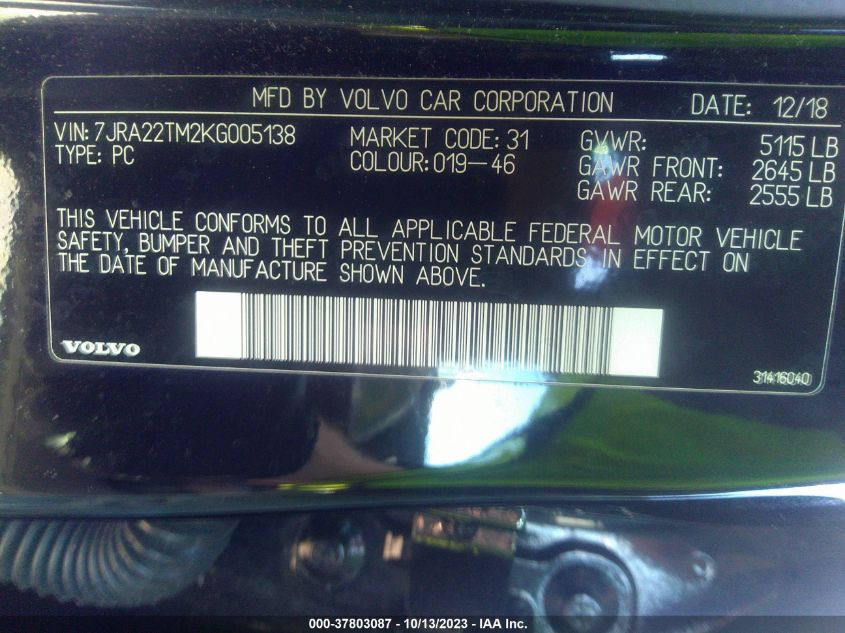 MFD BY VOLVO CAR CORPORATION DATE: 12/18
VIN: 7JRA22TM2KG005138 MARKET CODE: 31 GVWR: 5115 LB
TYPE: PC COLOUR: 019-46 GAWR FRONT: 2645 LB
GAWR REAR: 2555 LB
THIS VEHICLE CONFORMS TO ALL APPLICABLE FEDERAL MOTOR VEHICLE
SAFETY, BUMPER AND THEFT PREVENTION STANDARDS IN EFFECT ON
THE DATE OF MANUFACTURE SHOWN ABOVE.
VOLVO
31416040
000-37803087 - 10/13/2023 - IAA Inc.